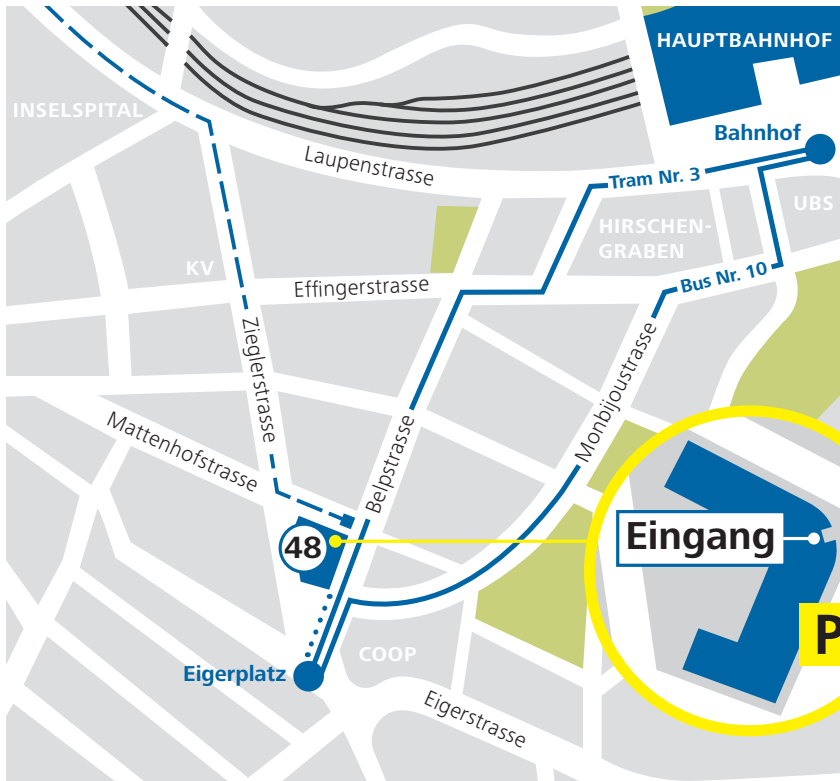 HAUPTBAHNHOF
INSELSPITAL
Bahnhof
Laupenstrasse
Tram Nr. 3
UBS
HIRSCHEN-
GRABEN
KV
Bus Nr. 10
Effingerstrasse
Zieglerstrasse
Monbijoustrasse
Mattenhofstrasse
Belpstrasse
48
Eingang
P
COOP
Eigerplatz
Eigerstrasse